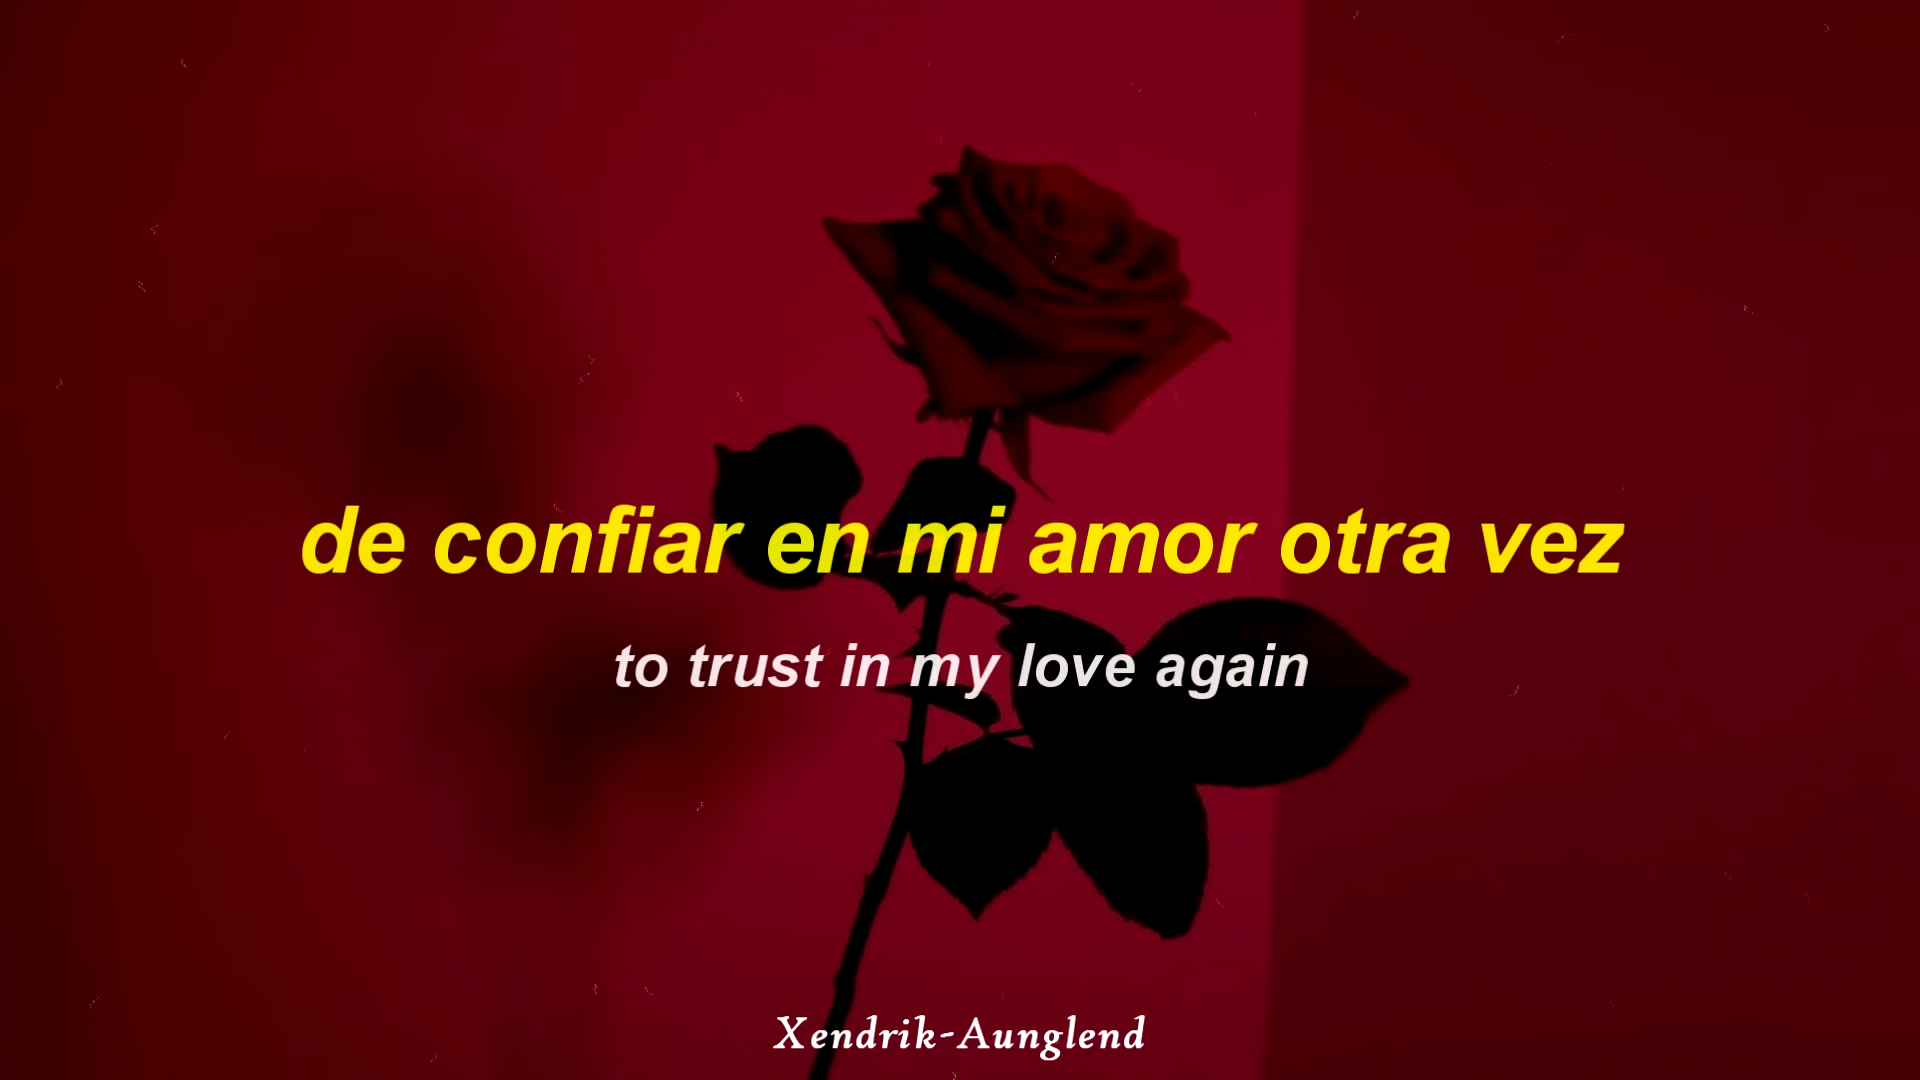 de confiar en mi amor otra vez
to trust in my love again
Xendrik-Aunglend